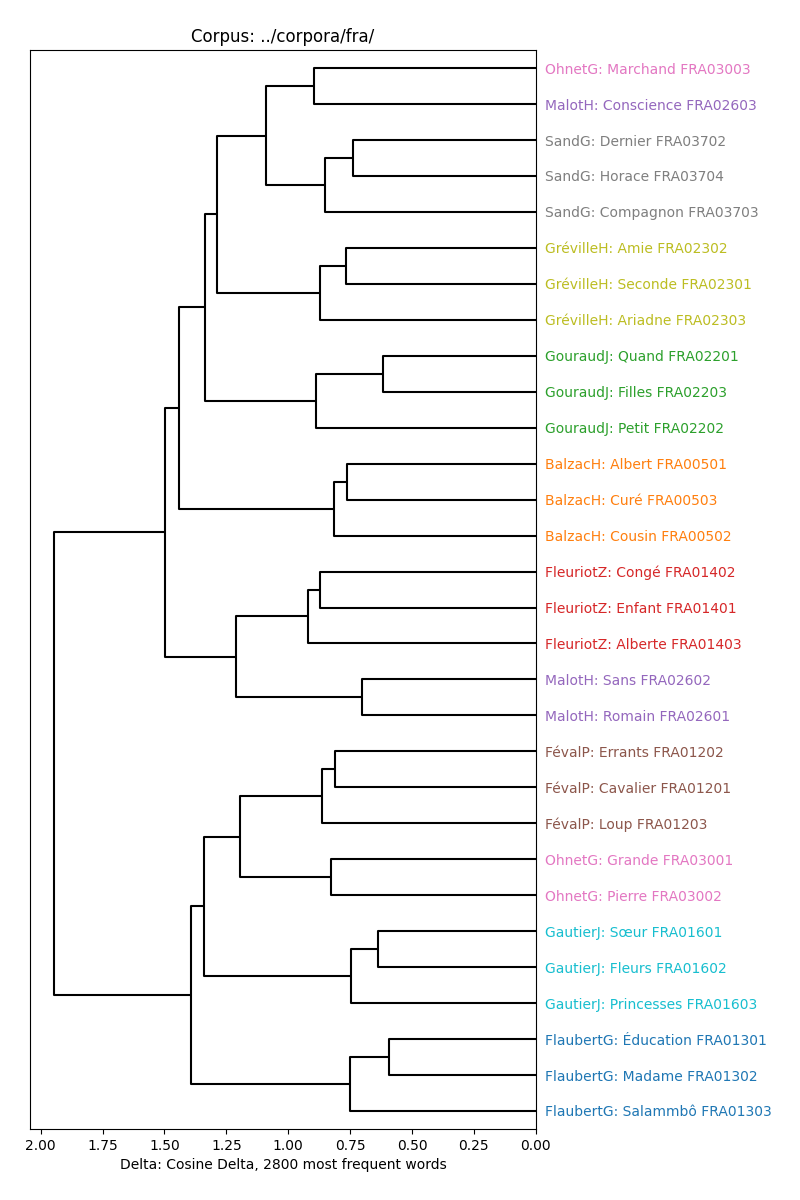 Corpus: ../corpora/fra/
OhnetG: Marchand FRA03003
MalotH: Conscience FRA02603
SandG: Dernier FRA03702
SandG: Horace FRA03704
SandG: Compagnon FRA03703
GrévilleH: Amie FRA02302
GrévilleH: Seconde FRA02301
GrévilleH: Ariadne FRA02303
GouraudJ: Quand FRA02201
GouraudJ: Filles FRA02203
GouraudJ: Petit FRA02202
BalzacH: Albert FRA00501
BalzacH: Curé FRA00503
BalzacH: Cousin FRA00502
FleuriotZ: Congé FRA01402
FleuriotZ: Enfant FRA01401
FleuriotZ: Alberte FRA01403
MalotH: Sans FRA02602
MalotH: Romain FRA02601
FévalP: Errants FRA01202
FévalP: Cavalier FRA01201
FévalP: Loup FRA01203
OhnetG: Grande FRA03001
OhnetG: Pierre FRA03002
GautierJ: Sœur FRA01601
GautierJ: Fleurs FRA01602
GautierJ: Princesses FRA01603
FlaubertG: Éducation FRA01301
FlaubertG: Madame FRA01302
FlaubertG: Salammbô FRA01303
2.00 1.75 1.50 1.25 1.00 0.75 0.50 0.25 0.00
Delta: Cosine Delta, 2800 most frequent words